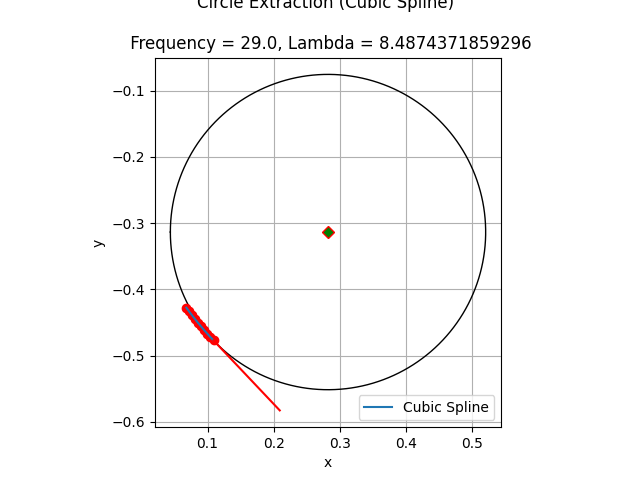 Circle Extraction (Cubic Spline)
Frequency = 29.0, Lambda = 8.4874371859296
y
−0.1
−0.2
−0.3
−0.4
−0.5
−0.6
Cubic Spline
0.1 0.2 0.3 0.4 0.5
x